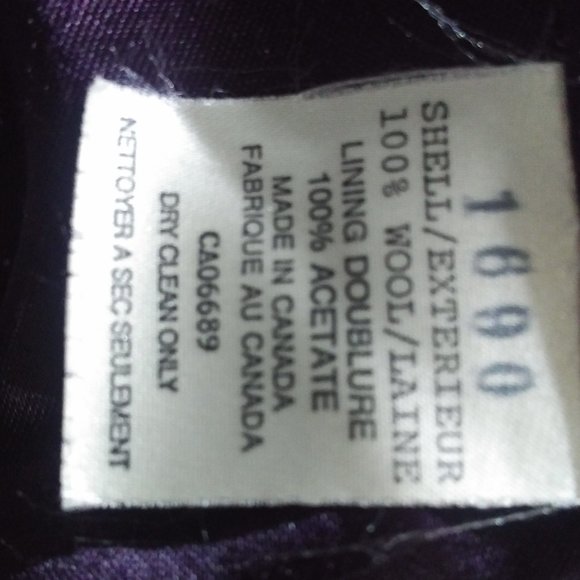 SHELL/EXTERIEUR
100% WOOL/LAINE
LINING DOUBLURE
100% ACETATE
MADE IN CANADA
FABRIQUE AU CANADA
CA06689
DRY CLEAN ONLY
NETTOYER A SEC SEULEMENT